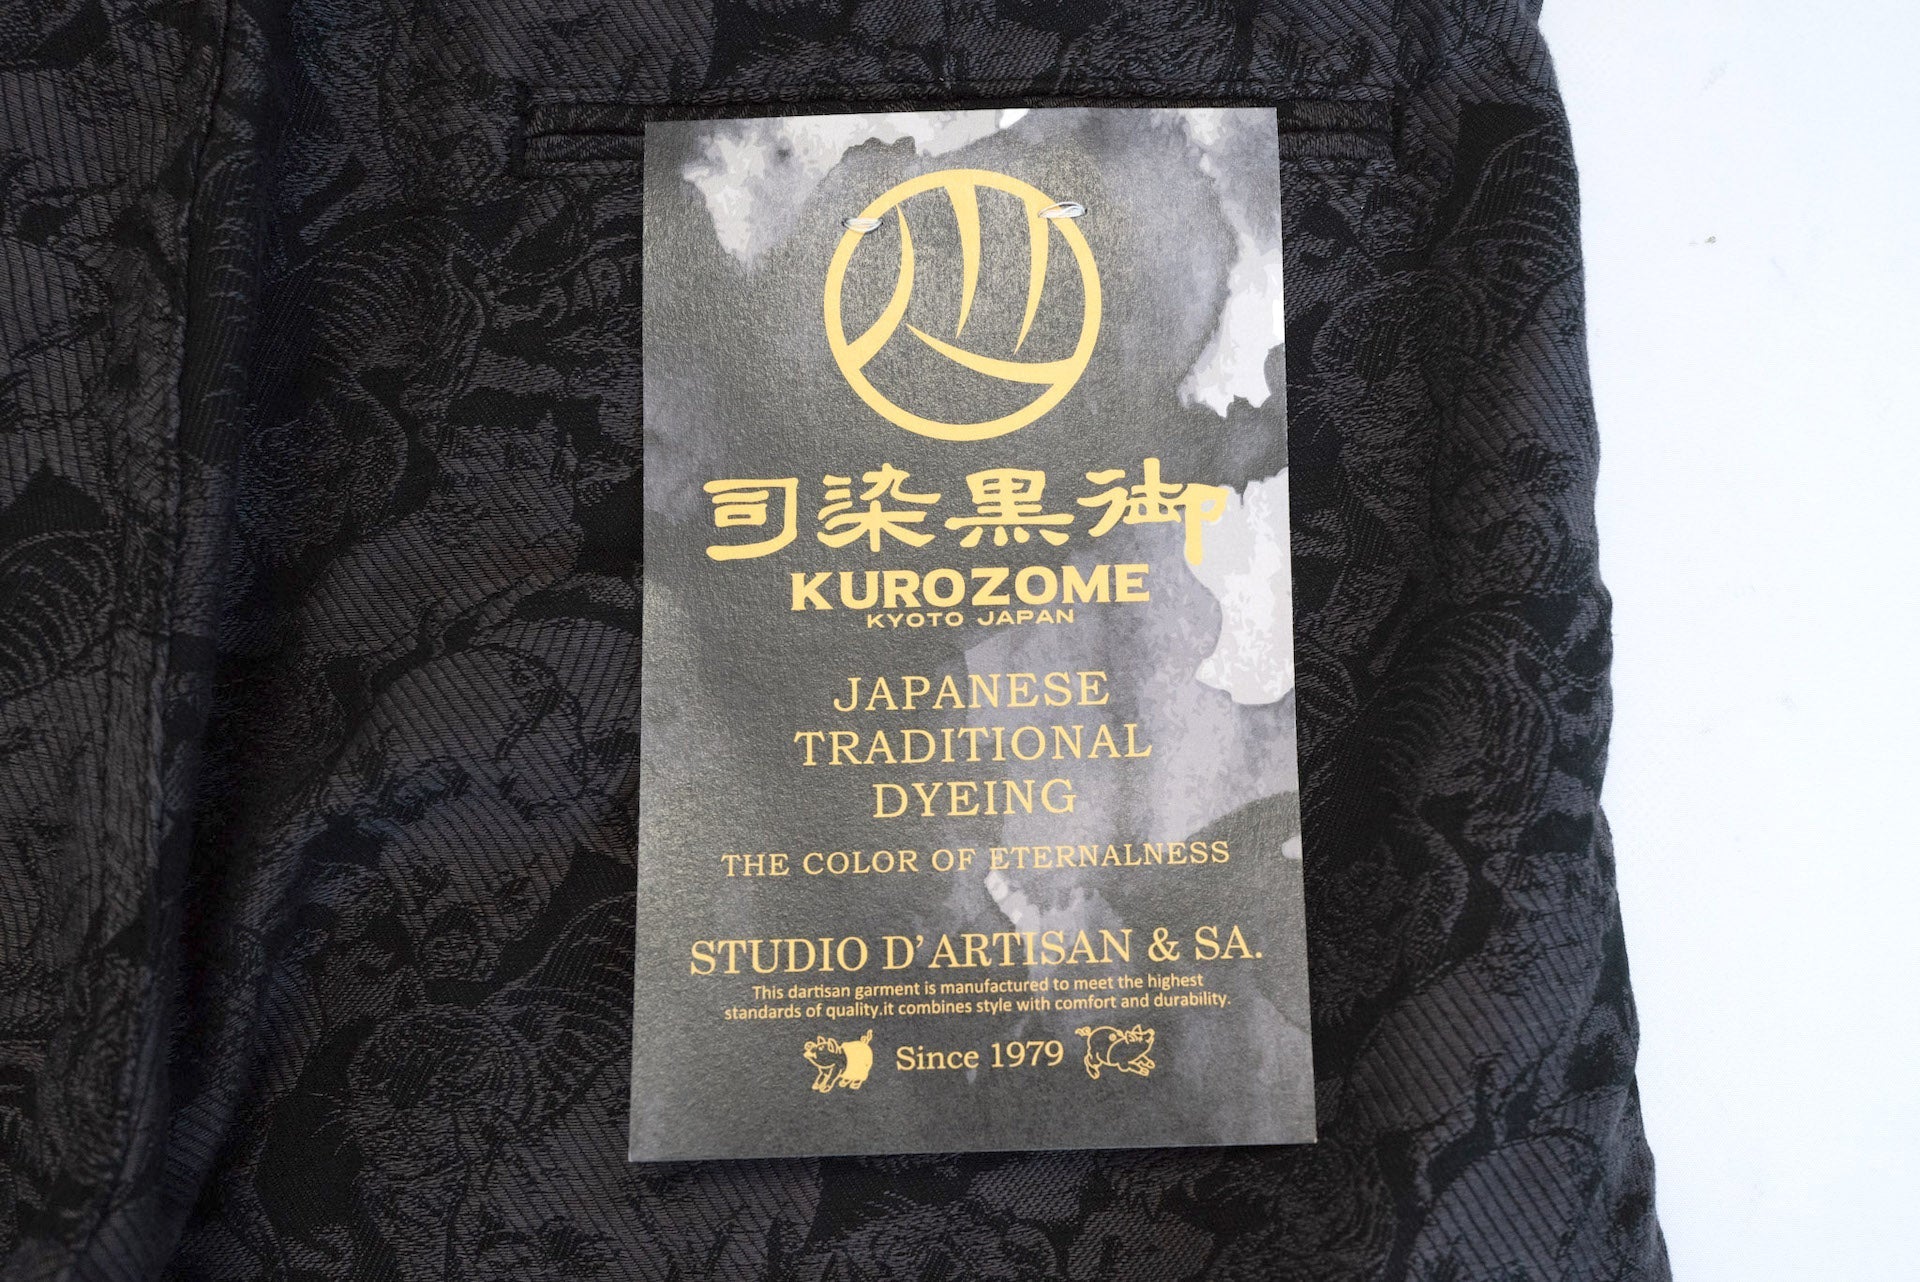 御黒染司
KUROZOME
KYOTO JAPAN
JAPANESE
TRADITIONAL
DYEING
THE COLOR OF ETERNALNESS
STUDIO D'ARTISAN & SA.
This dartisan garment is manufactured to meet the highest
standards of quality.it combines style with comfort and durability.
Since 1979